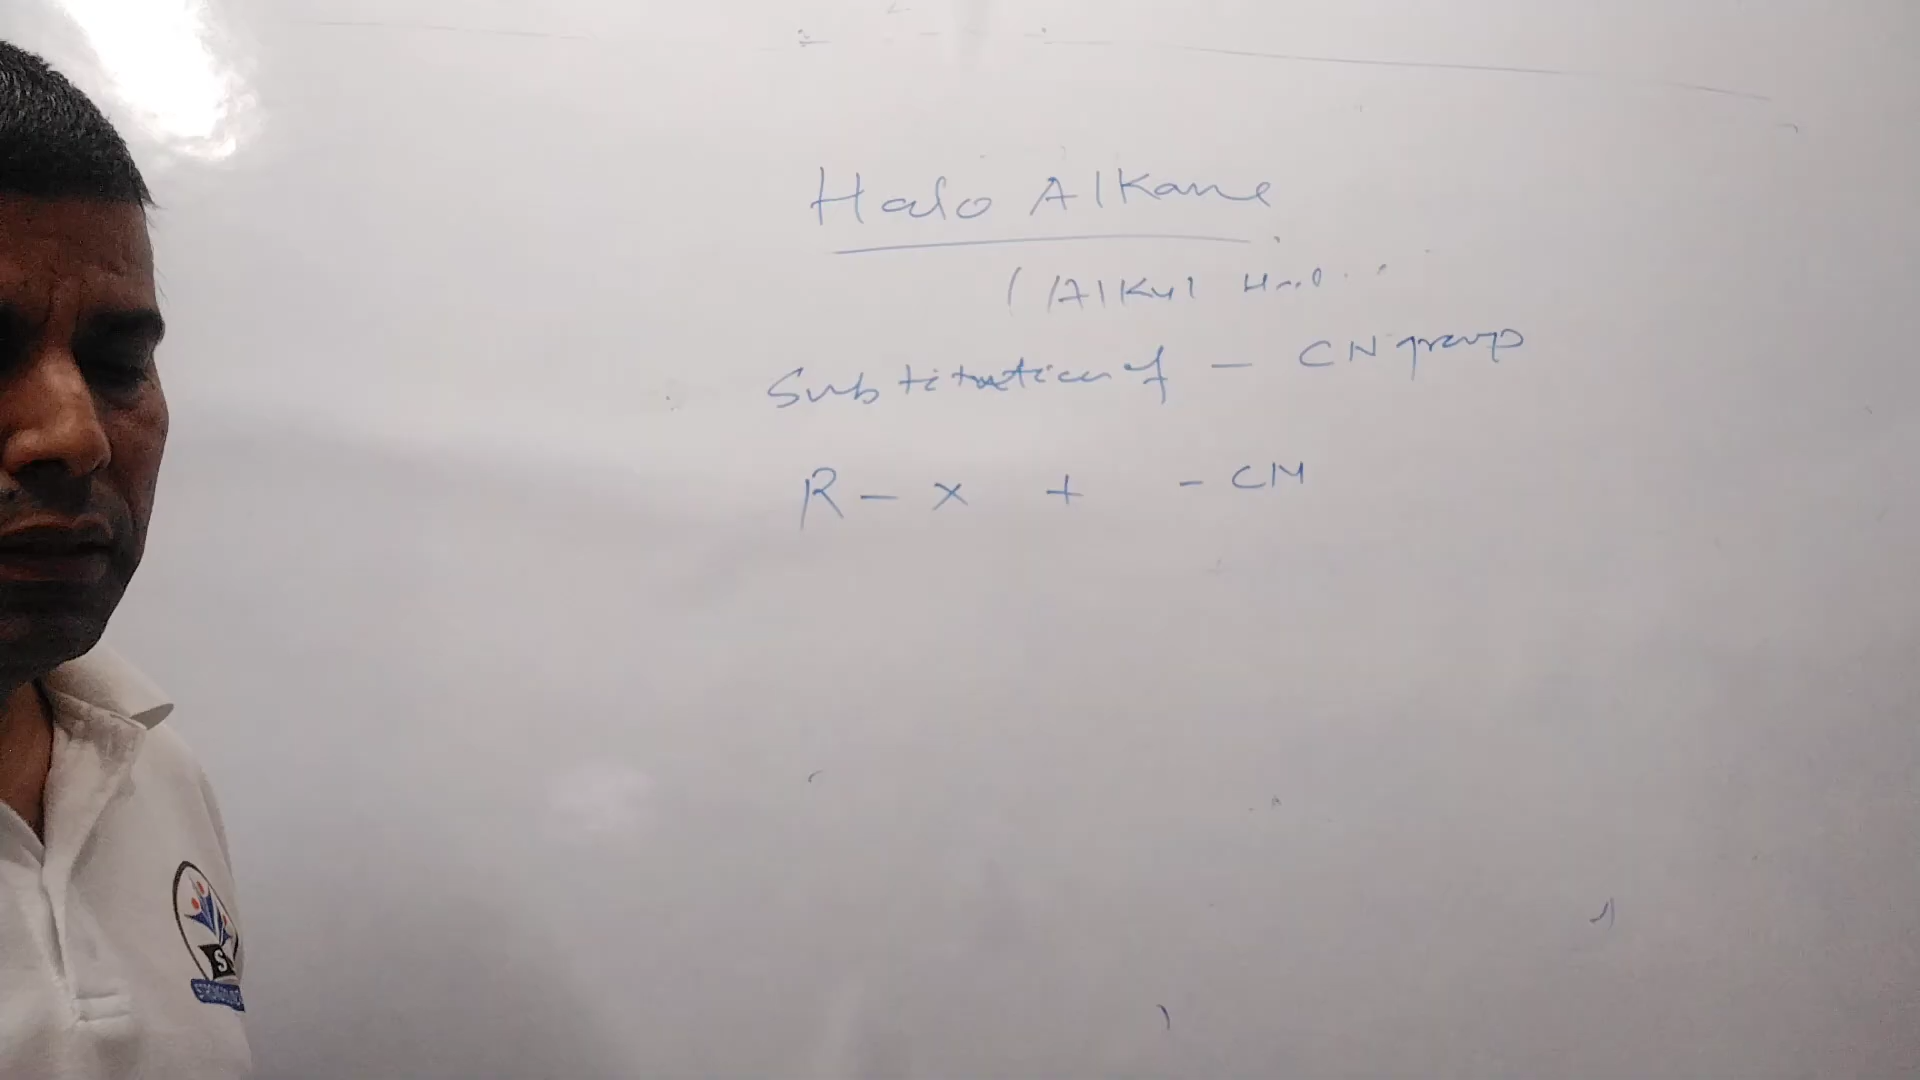 Halo Alkane
(Alkyl
Substitution of - CN group
R - x + - CN
S